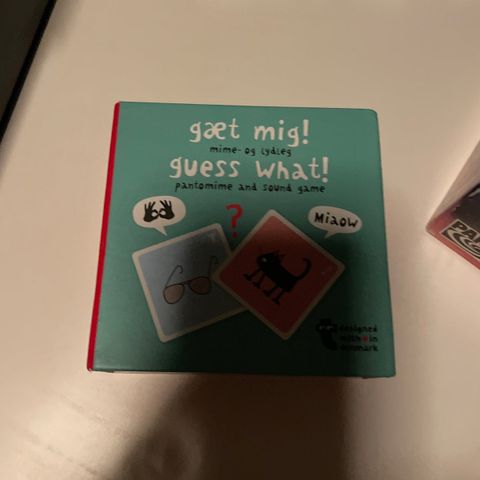 gæt mig!
mime- og lydleg
guess what!
pantomime and sound game
?
Miaow
designed
with in
denmark